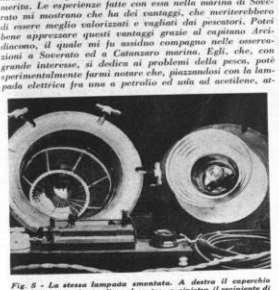 merita. Le esperienze fatte con essa nella marina di Sove-
rato mi mostrano che ha dei vantaggi, che meriterebbero
di essere meglio valorizzati e vagliati dai pescatori. Potei
bene apprezzare questi vantaggi grazie al capitano Arci-
diacono, il quale mi fu assiduo compagno nelle osserva-
zioni a Soverato ed a Catanzaro marina. Egli, che, con
grande interesse, si dedica ai problemi della pesca, potè
sperimentalmente farmi notare che, piazzandosi con la lam-
pada elettrica fra una a petrolio ed una ad acetilene, at-
Fig. 5 - La stessa lampada smontata. A destra il coperchio
sinistra il recipiente di